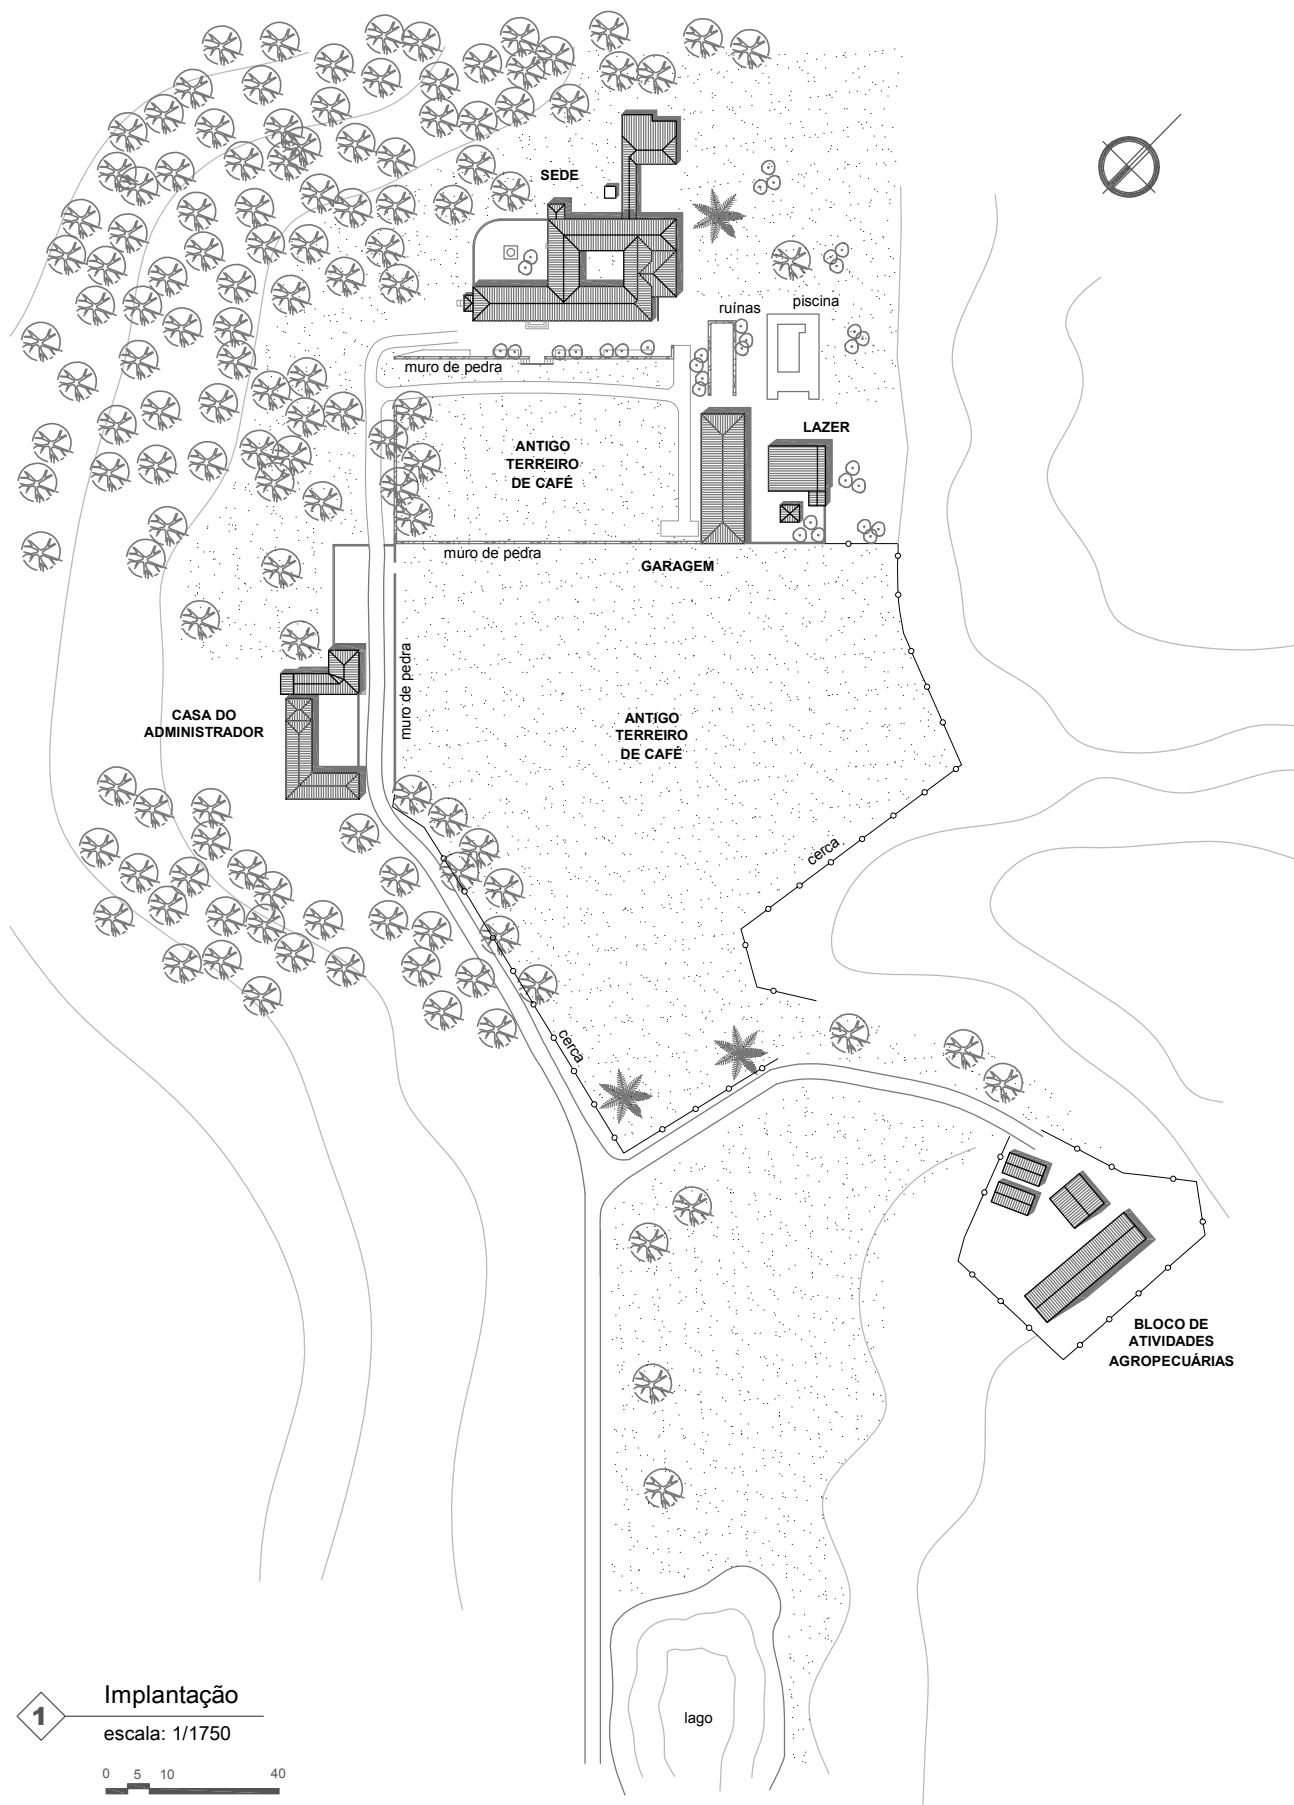 SEDE
ruínas
piscina
muro de pedra
LAZER
ANTIGO
TERREIRO
DE CAFÉ
muro de pedra
GARAGEM
muro de pedra
CASA DO
ADMINISTRADOR
ANTIGO
TERREIRO
DE CAFÉ
cerca
cerca
BLOCO DE
ATIVIDADES
AGROPECUÁRIAS
lago
1
Implantação
escala: 1/1750
0 5 10 40